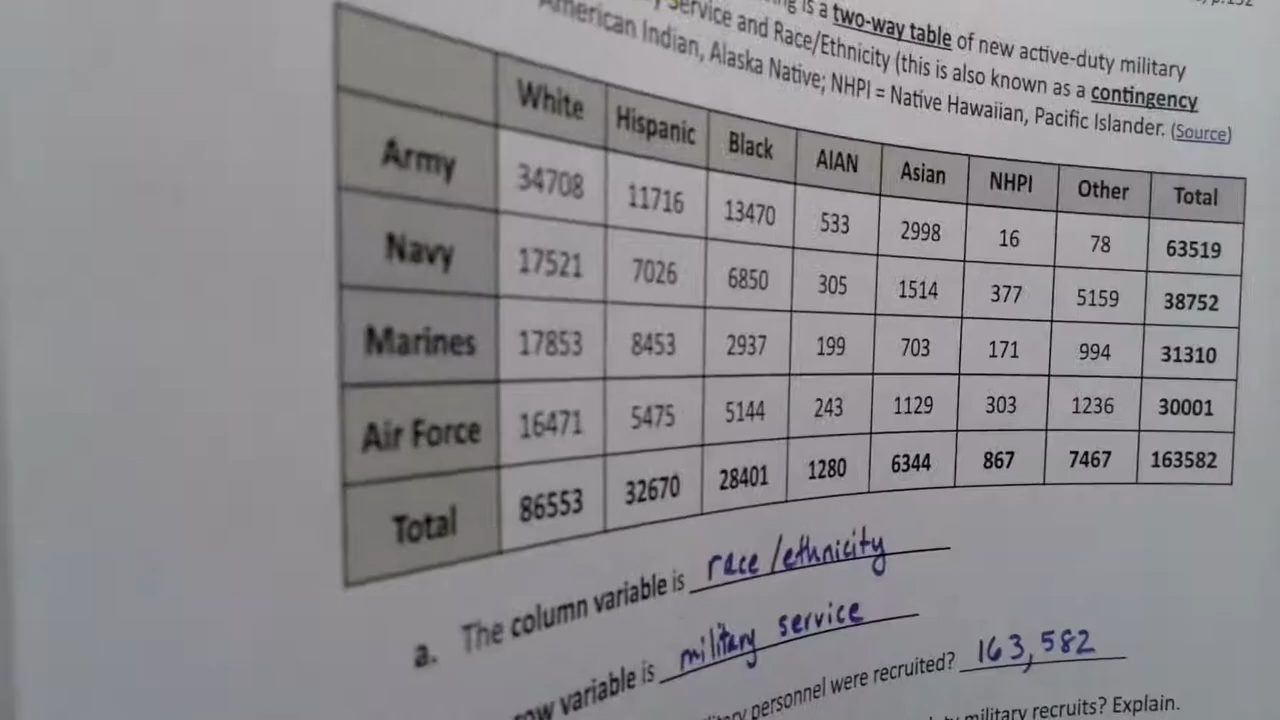 is a two-way table of new active-duty military
Service and Race/Ethnicity (this is also known as a contingency
American Indian, Alaska Native; NHPI = Native Hawaiian, Pacific Islander. (Source)
White Hispanic Black AIAN Asian NHPI Other Total
Army 34708 11716 13470 533 2998 16 78 63519
Navy 17521 7026 6850 305 1514 377 5159 38752
Marines 17853 8453 2937 199 703 171 994 31310
Air Force 16471 5475 5144 243 1129 303 1236 30001
Total 86553 32670 28401 1280 6344 867 7467 163582
a. The column variable is race/ethnicity
variable is military service
personnel were recruited? 163,582
military recruits? Explain.